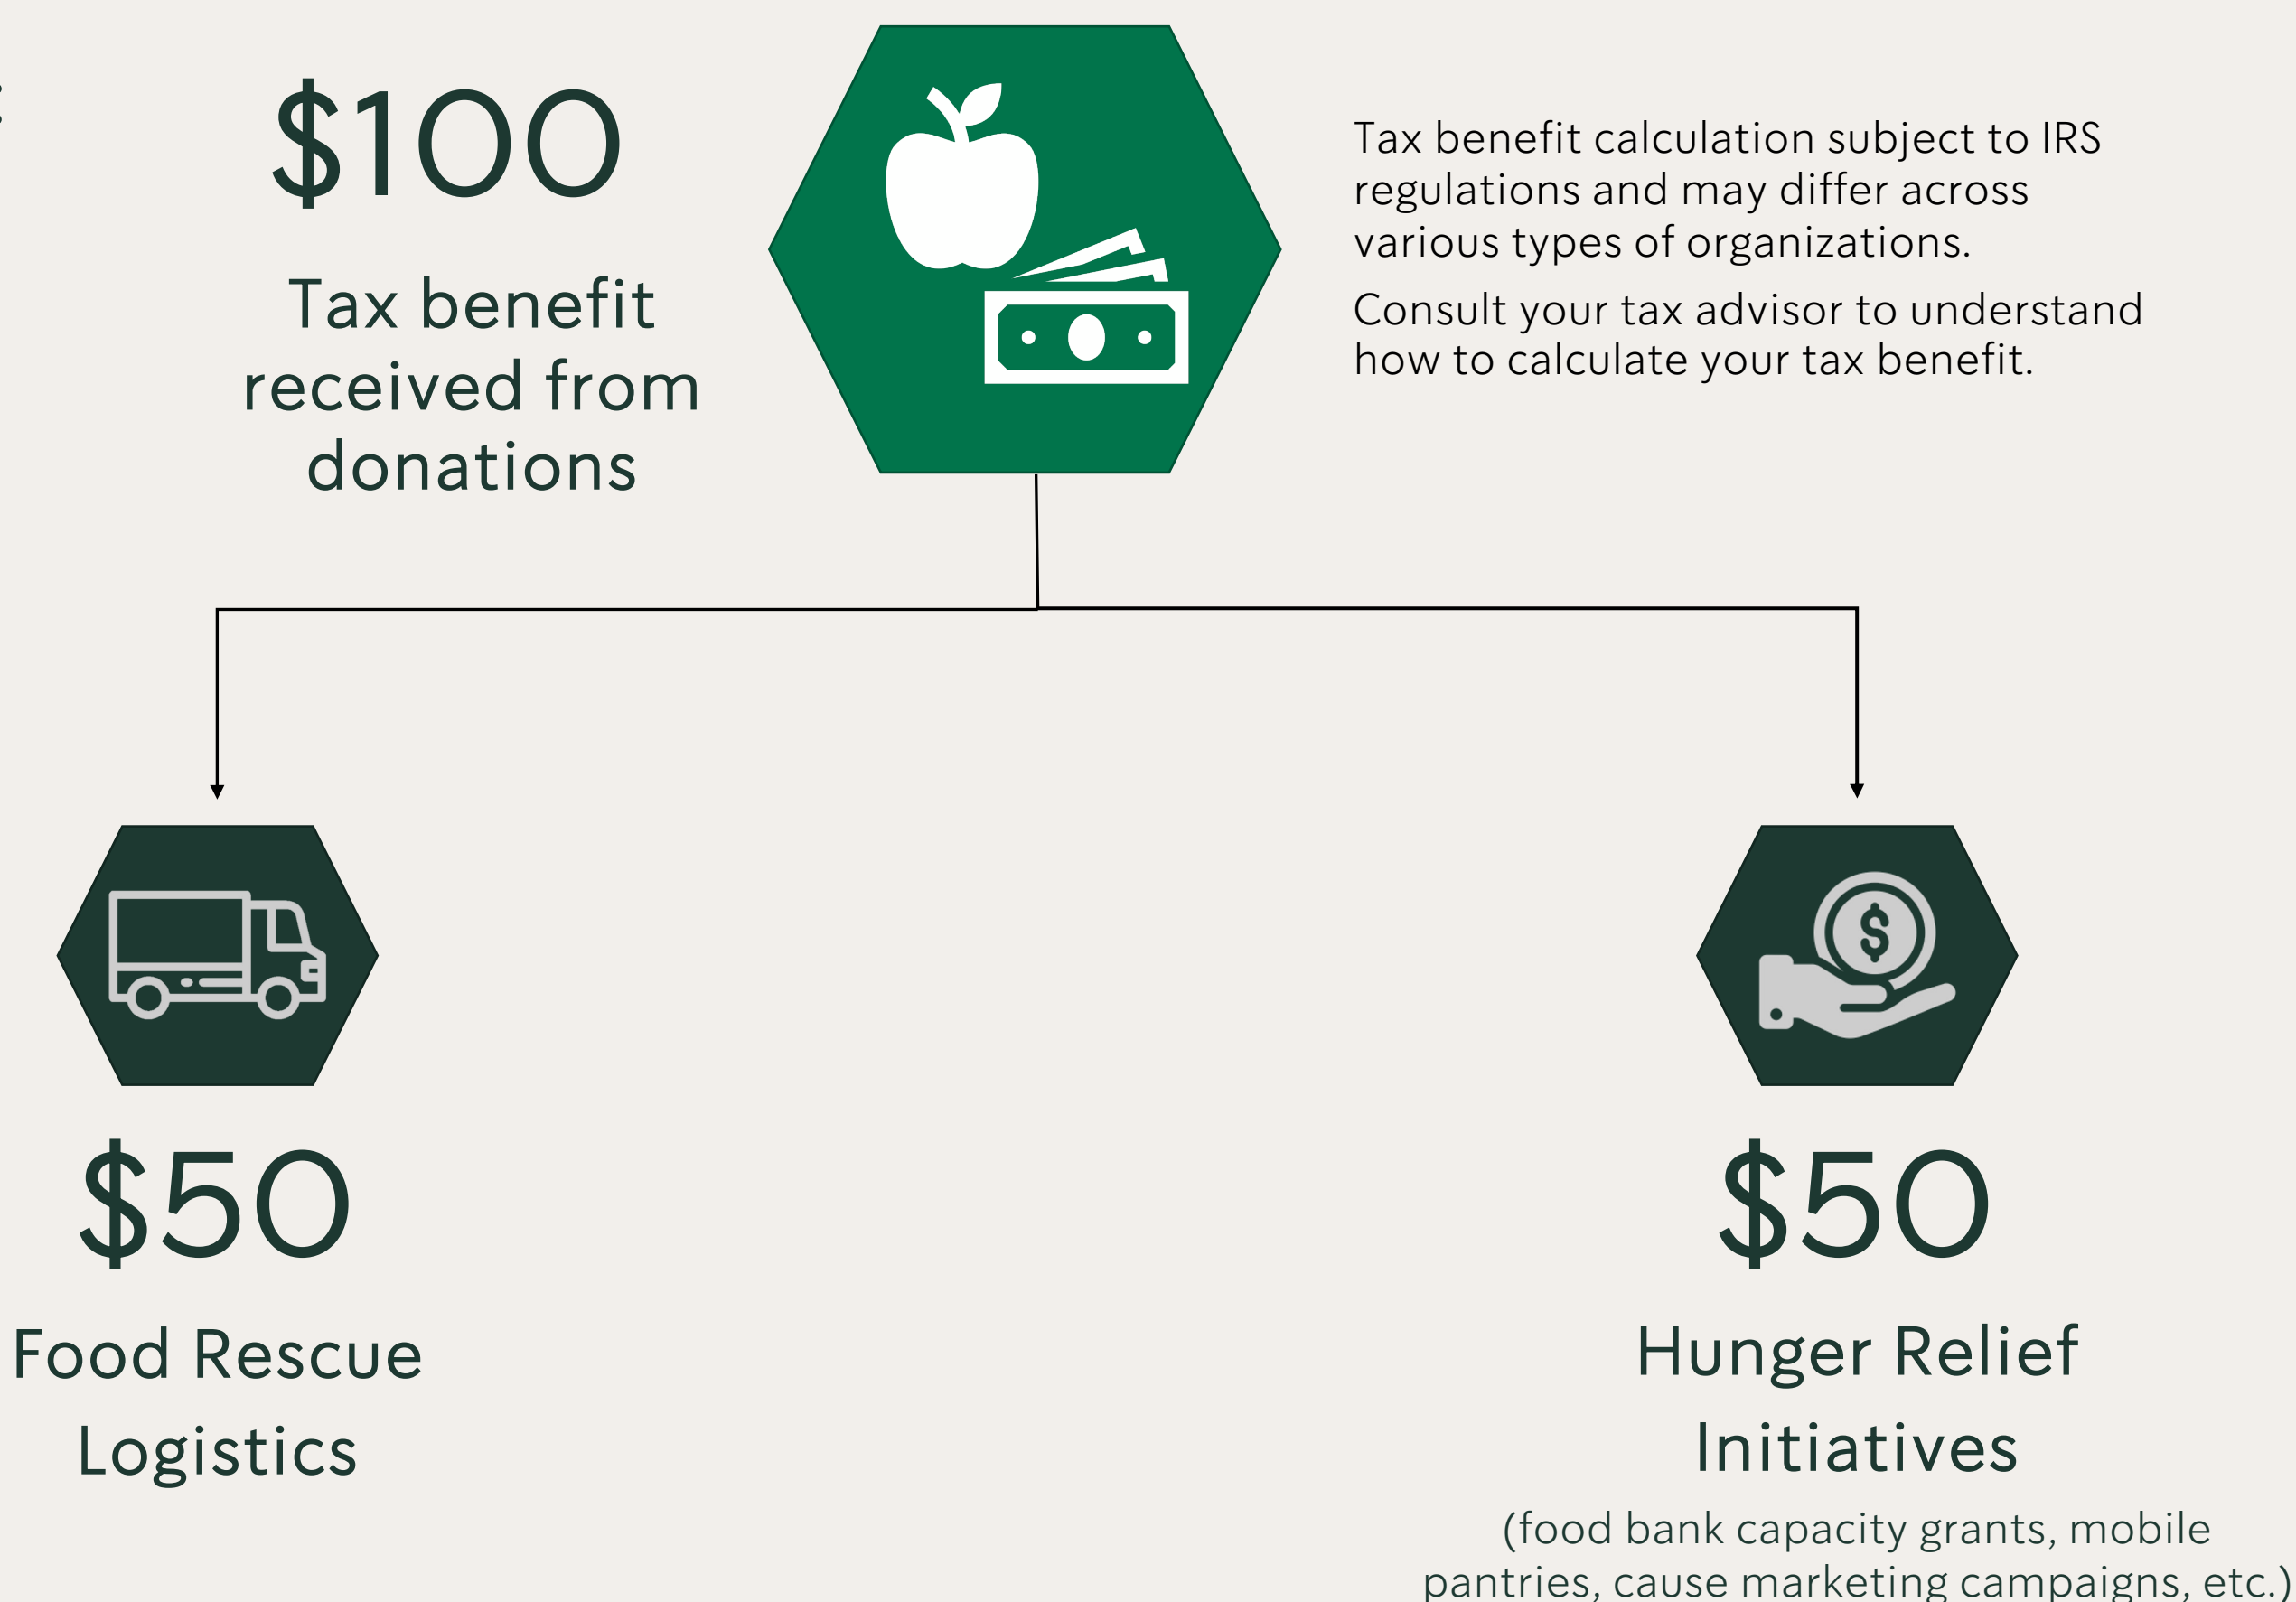 $100
Tax benefit
received from
donations
Tax benefit calculation subject to IRS
regulations and may differ across
various types of organizations.
Consult your tax advisor to understand
how to calculate your tax benefit.
$50
Food Rescue
Logistics
$50
Hunger Relief
Initiatives
(food bank capacity grants, mobile
pantries, cause marketing campaigns, etc.)